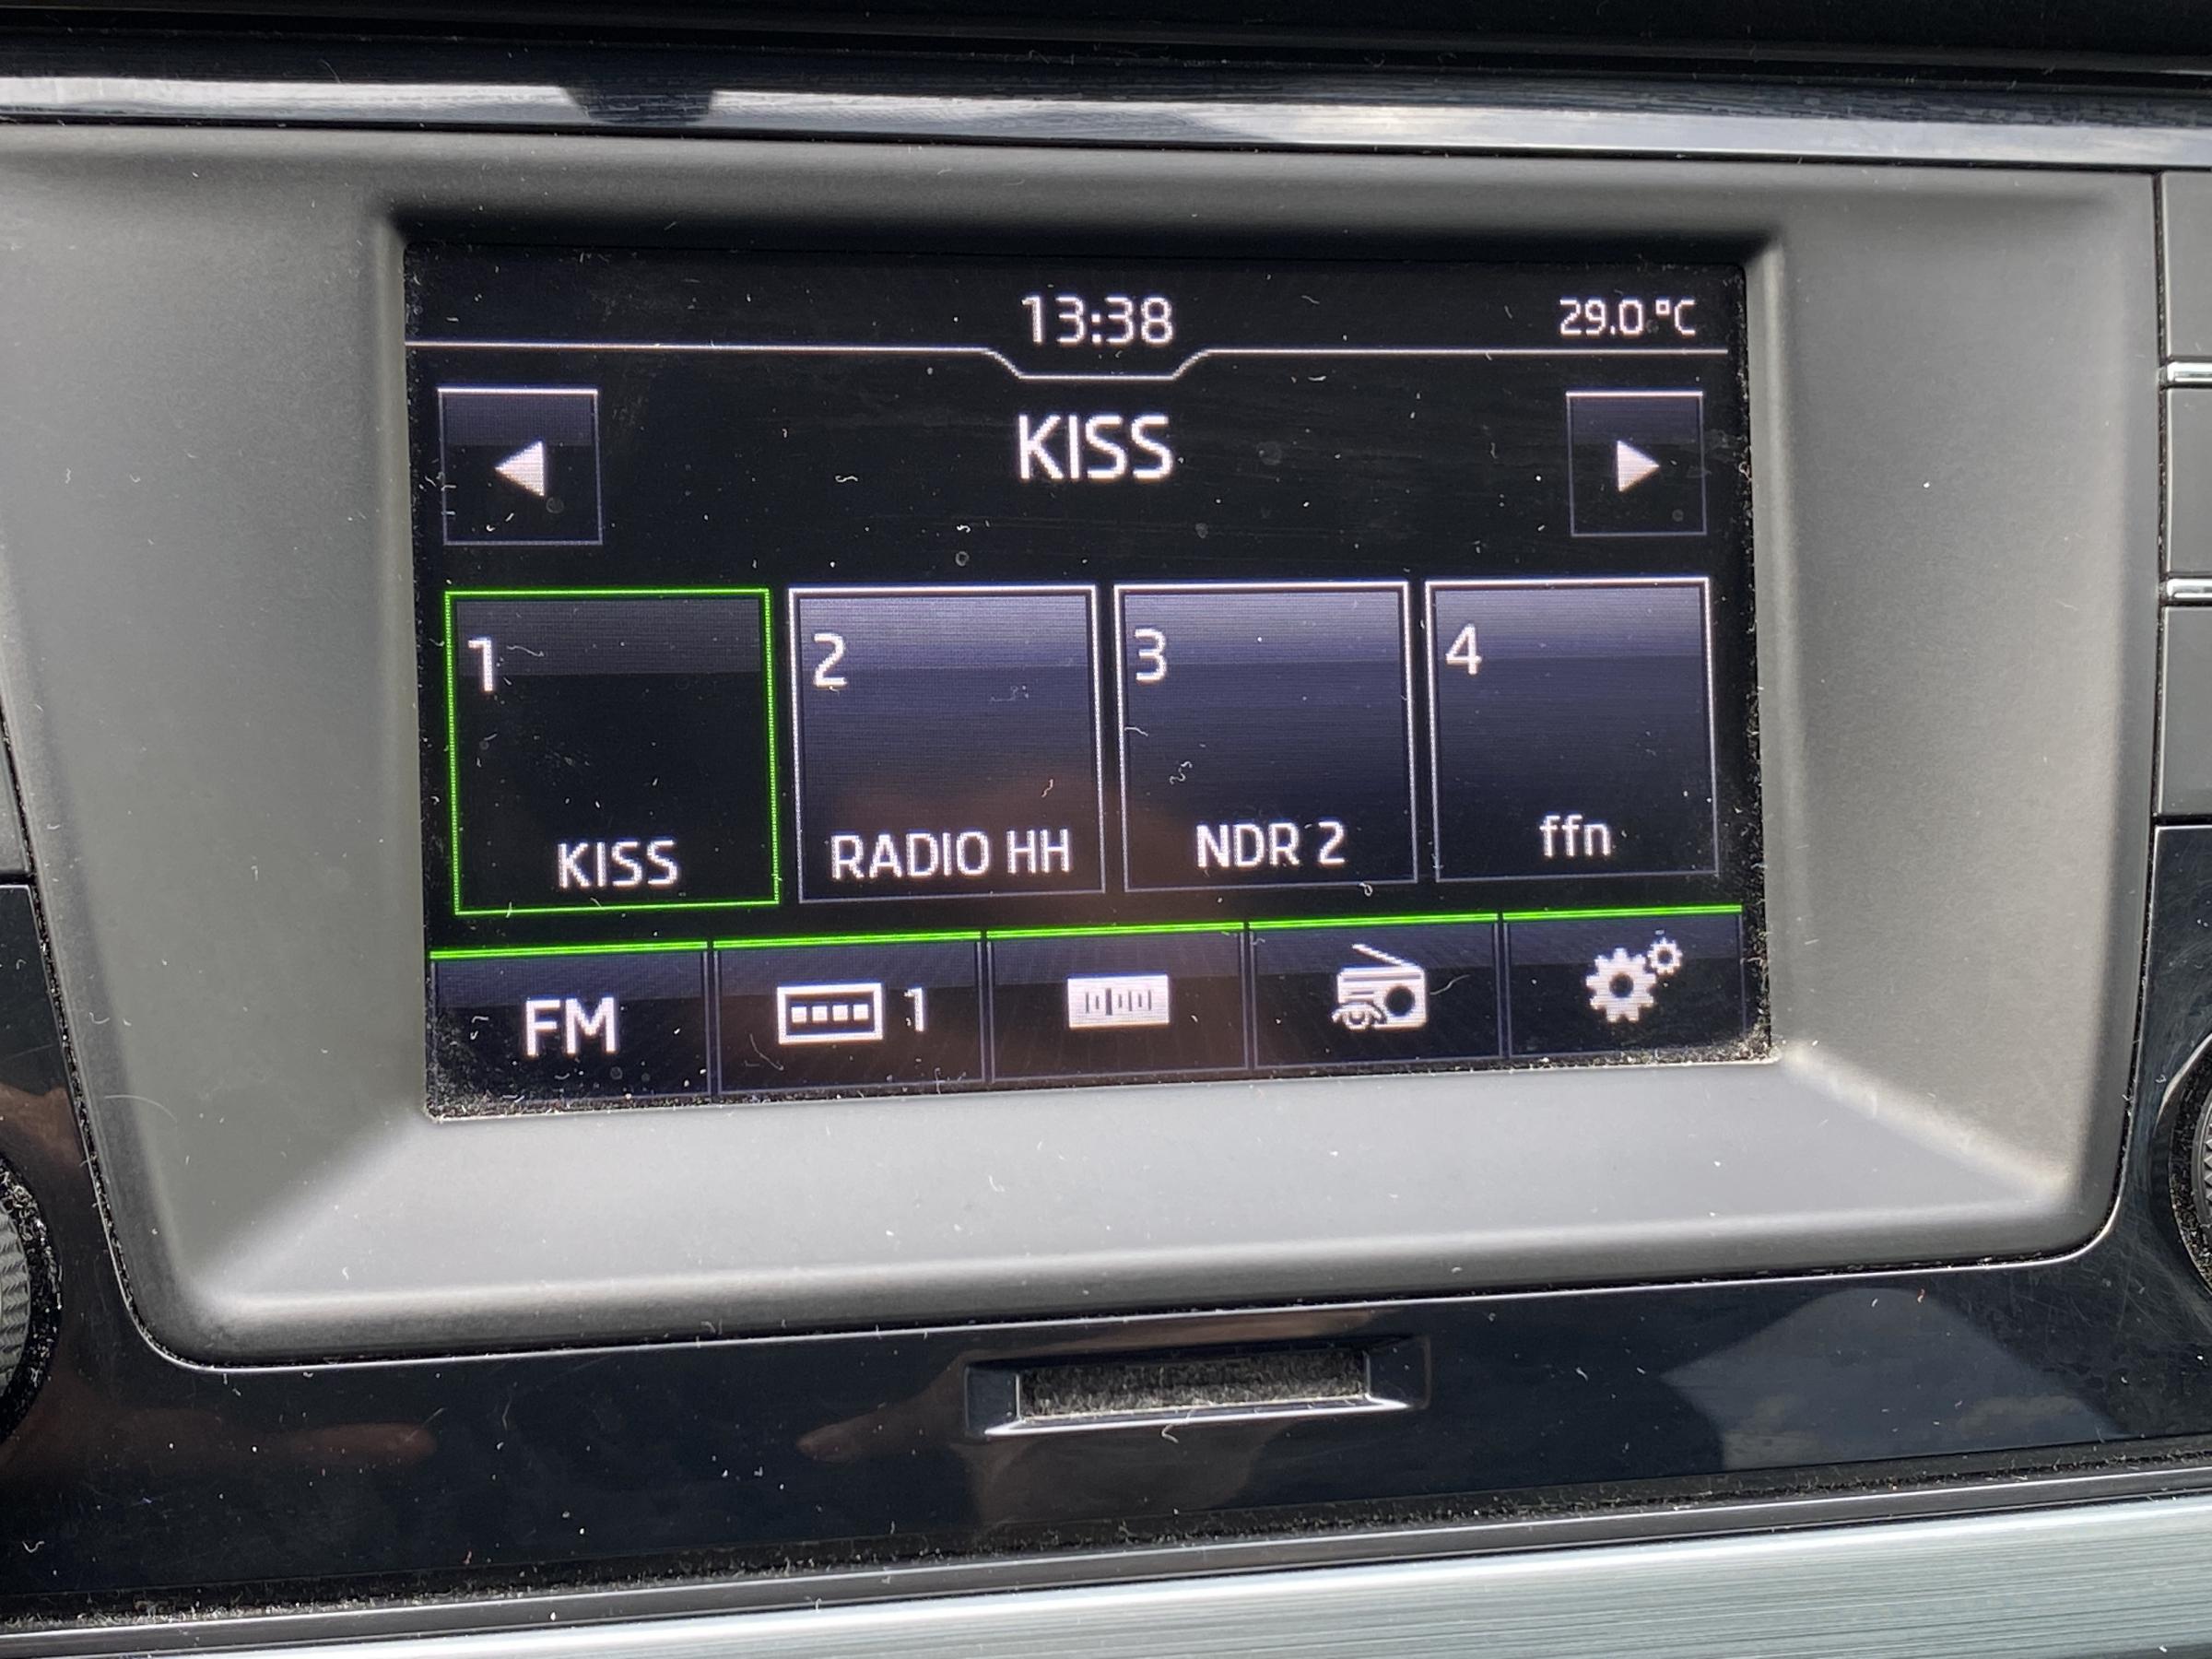 13:38
29.0 °C
KISS
1
KISS
2
RADIO HH
3
NDR 2
4
ffn
FM
1